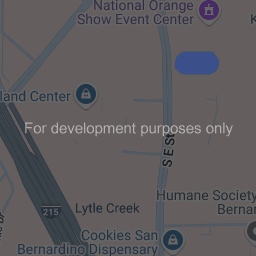 National Orange
Show Event Center
K
land Center
For development purposes only
S E St
215
Lytle Creek
Humane Society
Berna
Cookies San
Bernardino Dispensary